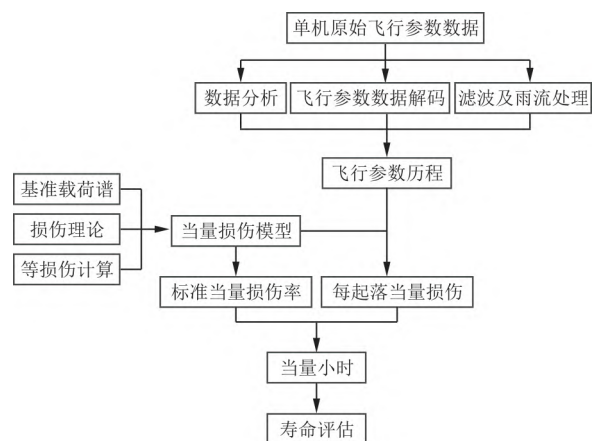 单机原始飞行参数数据
数据分析
飞行参数数据解码
滤波及雨流处理
飞行参数历程
基准载荷谱
损伤理论
等损伤计算
当量损伤模型
标准当量损伤率
每起落当量损伤
当量小时
寿命评估